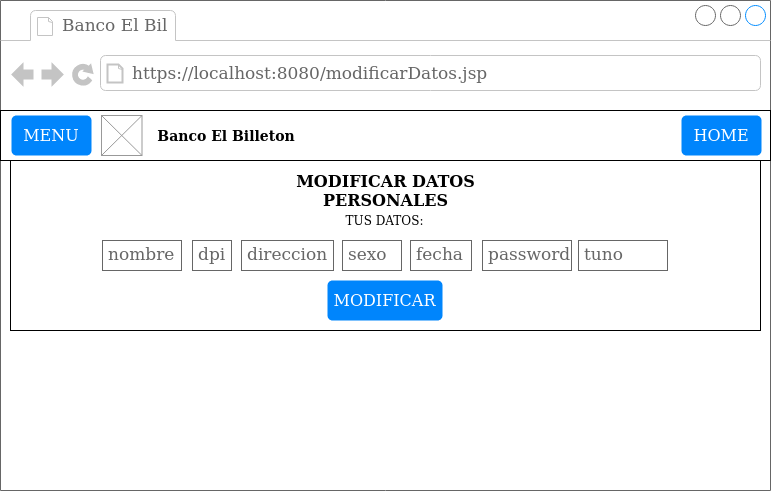 Banco El Bil
https://localhost:8080/modificarDatos.jsp
MENU
Banco El Billeton
HOME
MODIFICAR DATOS
PERSONALES
TUS DATOS:
nombre dpi direccion sexo fecha password tuno
MODIFICAR